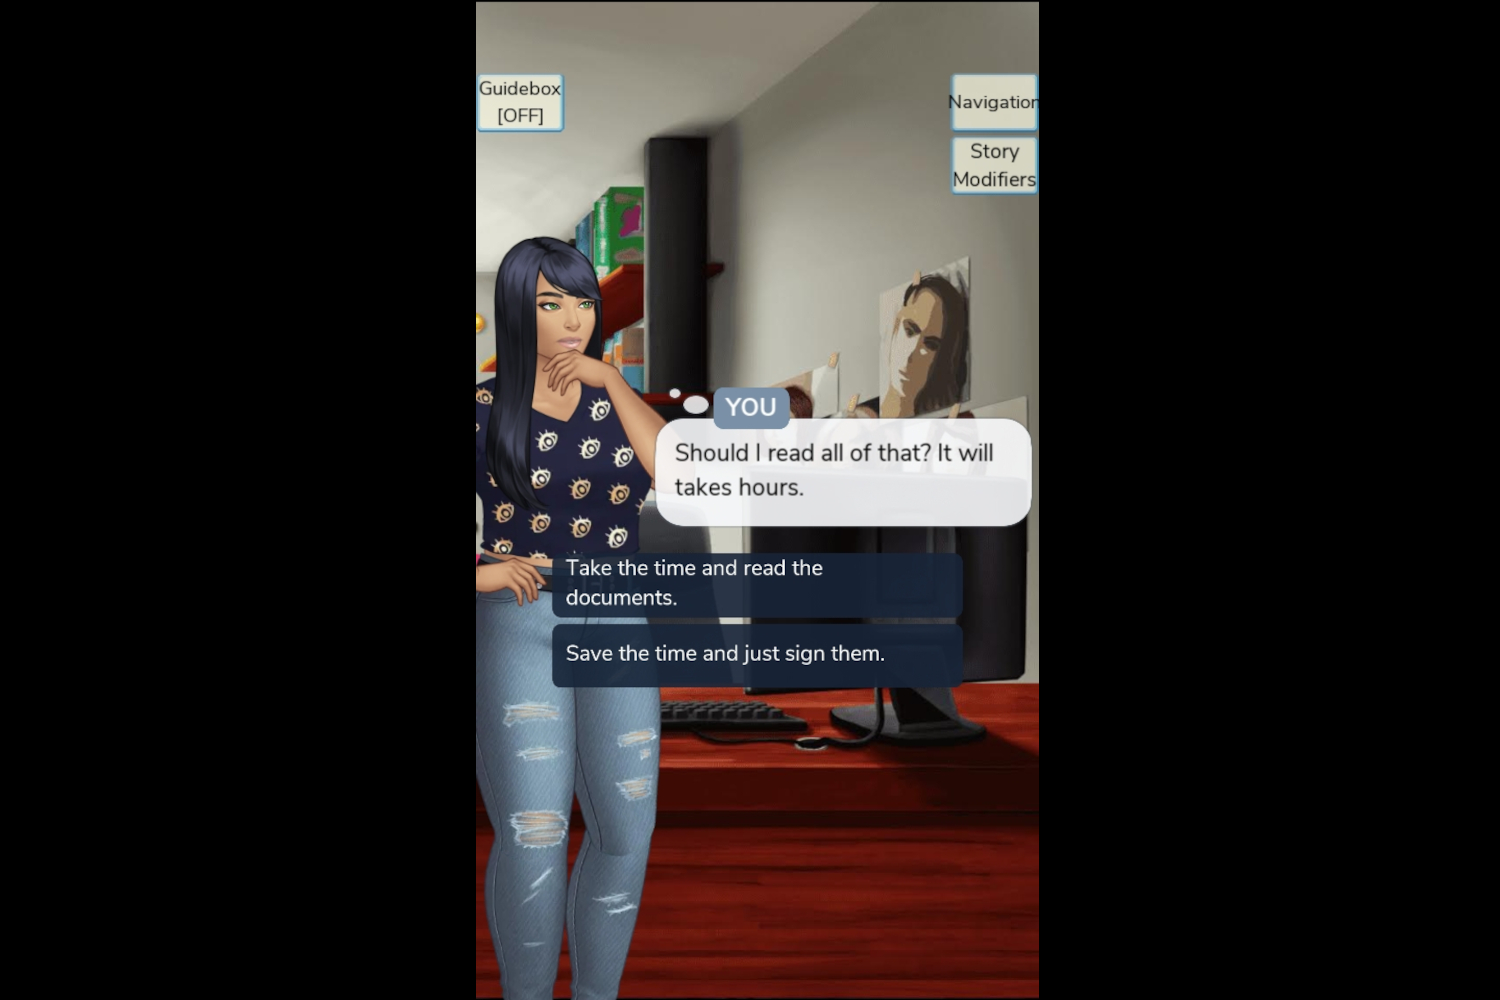 Guidebox
[OFF]
Navigation
Story
Modifiers
YOU
Should I read all of that? It will
takes hours.
Take the time and read the
documents.
Save the time and just sign them.